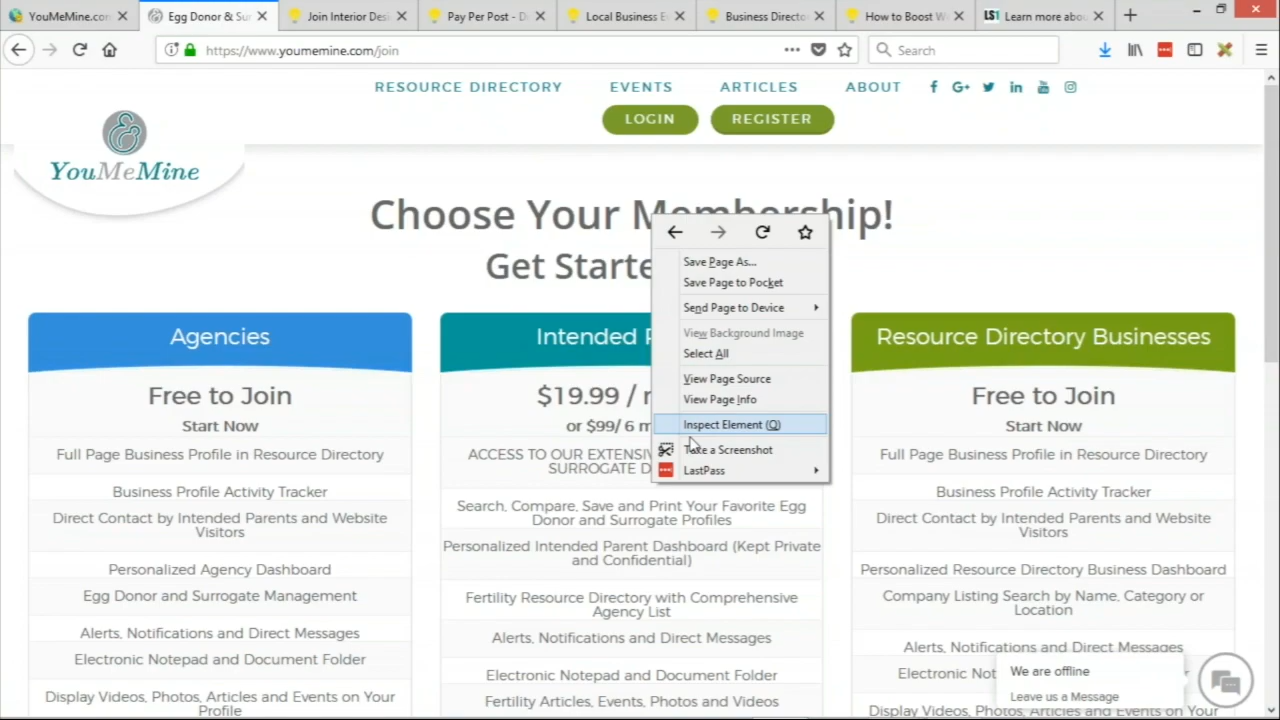 YouMeMine.com
Egg Donor & Sur
Join Interior Desi
Pay Per Post - D
Local Business E
Business Directo
How to Boost W
LS1
Learn more abou
https://www.youmemine.com/join
Search
RESOURCE DIRECTORY
EVENTS
ARTICLES
ABOUT
LOGIN
REGISTER
YouMeMine
Choose Your Membership!
Get Starte
Save Page As...
Save Page to Pocket
Send Page to Device
View Background Image
Select All
View Page Source
View Page Info
Inspect Element (Q)
Take a Screenshot
LastPass
Agencies
Free to Join
Start Now
Full Page Business Profile in Resource Directory
Business Profile Activity Tracker
Direct Contact by Intended Parents and Website
Visitors
Personalized Agency Dashboard
Egg Donor and Surrogate Management
Alerts, Notifications and Direct Messages
Electronic Notepad and Document Folder
Display Videos, Photos, Articles and Events on Your
Profile
Intended P
$19.99 / m
or $99/ 6 m
ACCESS TO OUR EXTENSIV
SURROGATE D
Search, Compare, Save and Print Your Favorite Egg
Donor and Surrogate Profiles
Personalized Intended Parent Dashboard (Kept Private
and Confidential)
Fertility Resource Directory with Comprehensive
Agency List
Alerts, Notifications and Direct Messages
Electronic Notepad and Document Folder
Fertility Articles, Events, Photos and Videos
Resource Directory Businesses
Free to Join
Start Now
Full Page Business Profile in Resource Directory
Business Profile Activity Tracker
Direct Contact by Intended Parents and Website
Visitors
Personalized Resource Directory Business Dashboard
Company Listing Search by Name, Category or
Location
Alerts, Notifications and Direct Messages
Electronic Not
Display Videos, Photos, Articles and Events on Your
We are offline
Leave us a Message